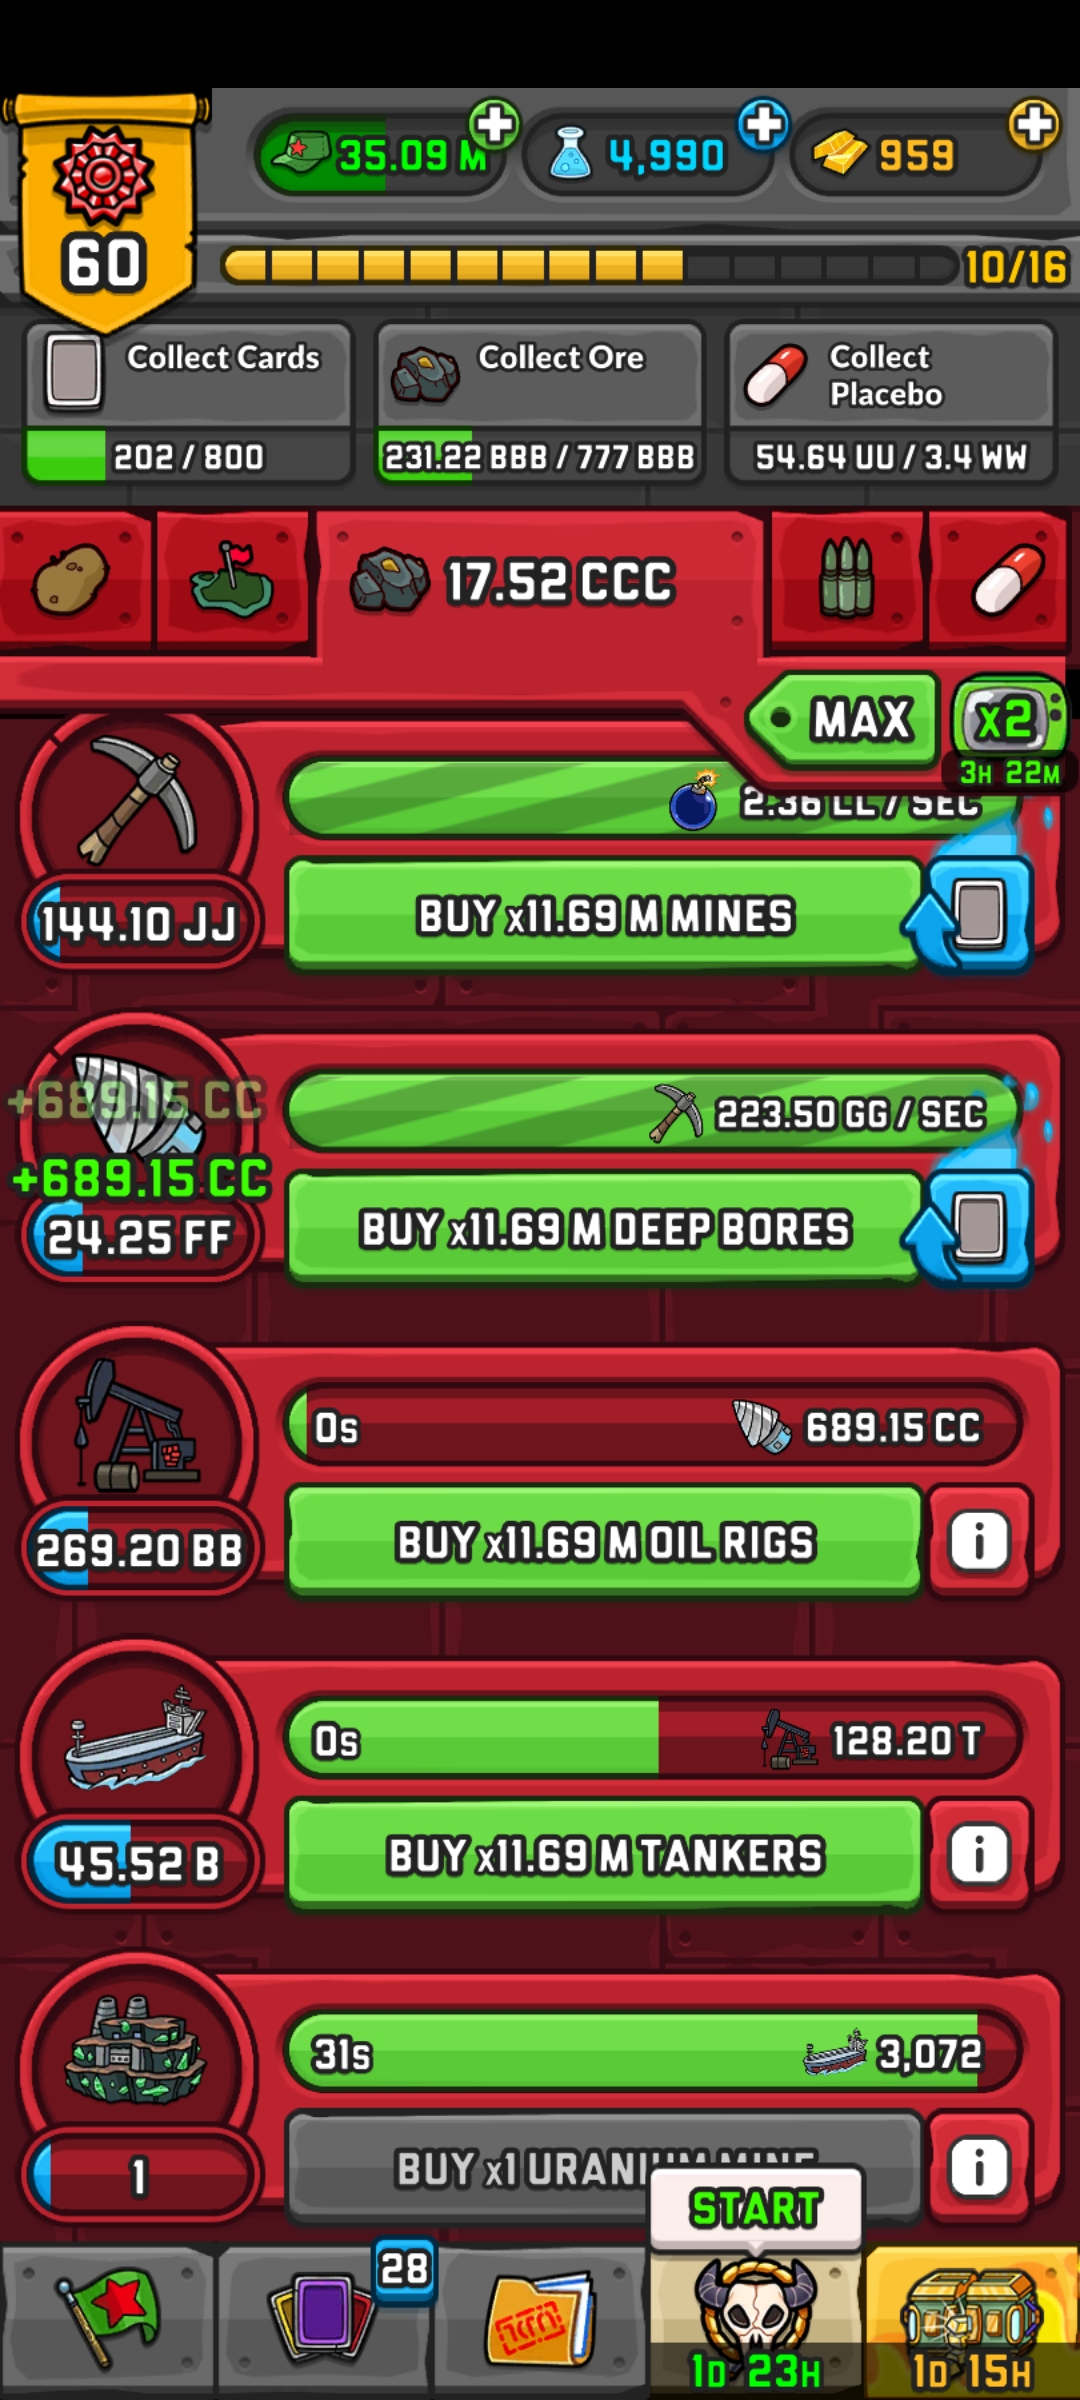 60
35.09 M
4,990
959
10/16
Collect Cards
202 / 800
Collect Ore
231.22 BBB / 777 BBB
Collect
Placebo
54.64 UU / 3.4 WW
17.52 CCC
MAX
x2
3H 22M
2.36 LL / SEC
144.10 JJ
BUY x11.69 M MINES
+689.15 CC
223.50 GG / SEC
+689.15 CC
24.25 FF
BUY x11.69 M DEEP BORES
0s
689.15 CC
269.20 BB
BUY x11.69 M OIL RIGS
i
0s
128.20 T
45.52 B
BUY x11.69 M TANKERS
i
31s
3,072
1
BUY x1 URANIUM MINE
i
START
28
1D 23H
1D 15H